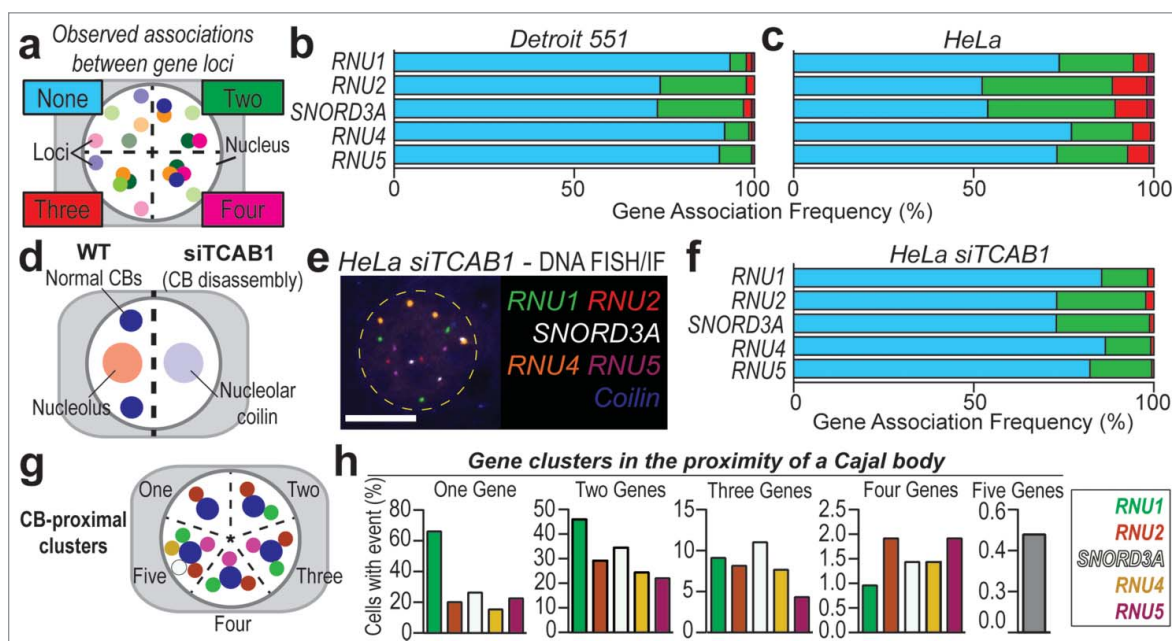 a Observed associations
between gene loci
None
Two
Loci
Nucleus
Three
Four
b Detroit 551
RNU1
RNU2
SNORD3A
RNU4
RNU5
0 50 100
c HeLa
0 50 100
Gene Association Frequency (%)
d WT siTCAB1
Normal CBs (CB disassembly)
Nucleolus
Nucleolar
coilin
e HeLa siTCAB1 - DNA FISH/IF
RNU1 RNU2
SNORD3A
RNU4 RNU5
Coilin
f HeLa siTCAB1
RNU1
RNU2
SNORD3A
RNU4
RNU5
0 50 100
Gene Association Frequency (%)
g
One Two
CB-proximal
clusters
*
Five Three
Four
h Gene clusters in the proximity of a Cajal body
Cells with event (%)
One Gene
80
60
40
20
0
Two Genes
50
40
30
20
10
0
Three Genes
15
10
5
0
Four Genes
2.5
2.0
1.5
1.0
0.5
0.0
Five Genes
0.6
0.4
0.3
0.0
RNU1
RNU2
SNORD3A
RNU4
RNU5